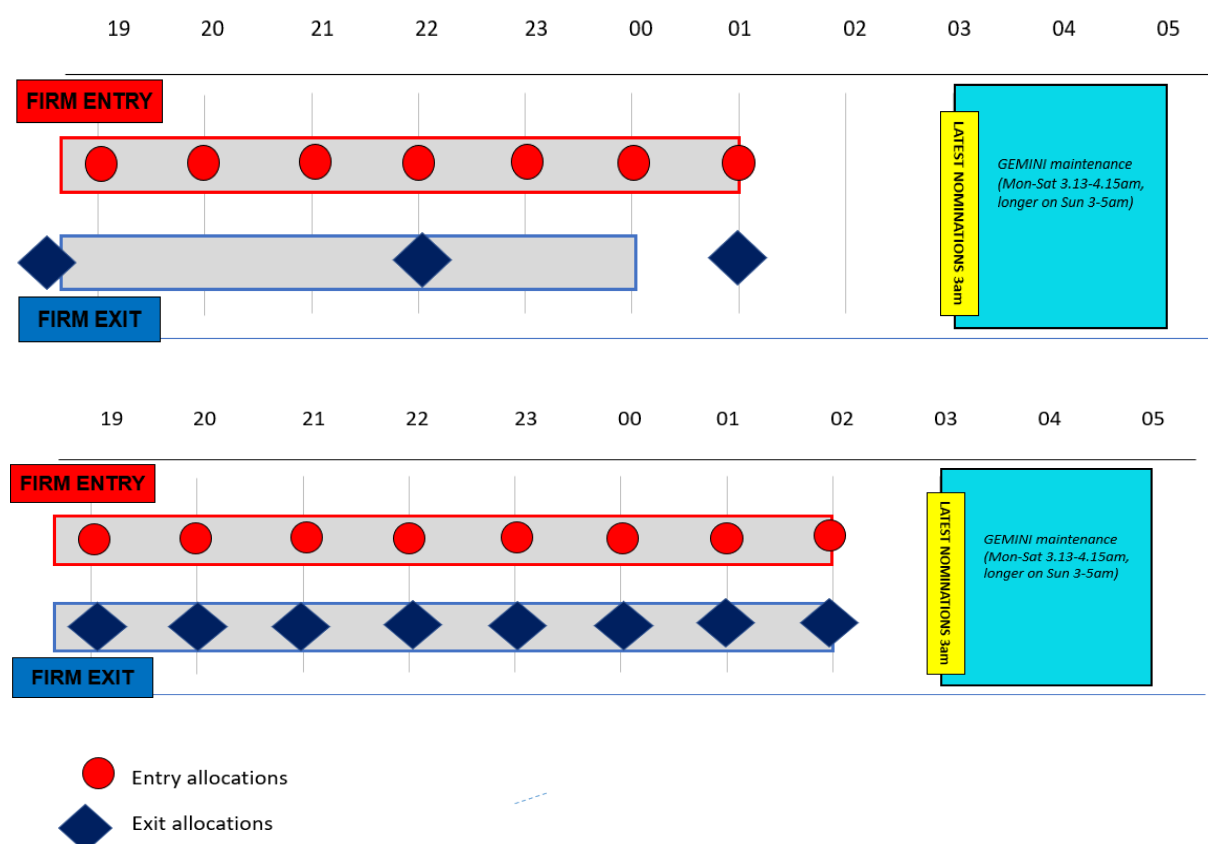 19 20 21 22 23 00 01 02 03 04 05
FIRM ENTRY
LATEST NOMINATIONS 3am
GEMINI maintenance
(Mon-Sat 3.13-4.15am,
longer on Sun 3-5am)
FIRM EXIT
19 20 21 22 23 00 01 02 03 04 05
FIRM ENTRY
LATEST NOMINATIONS 3am
GEMINI maintenance
(Mon-Sat 3.13-4.15am,
longer on Sun 3-5am)
FIRM EXIT
Entry allocations
Exit allocations